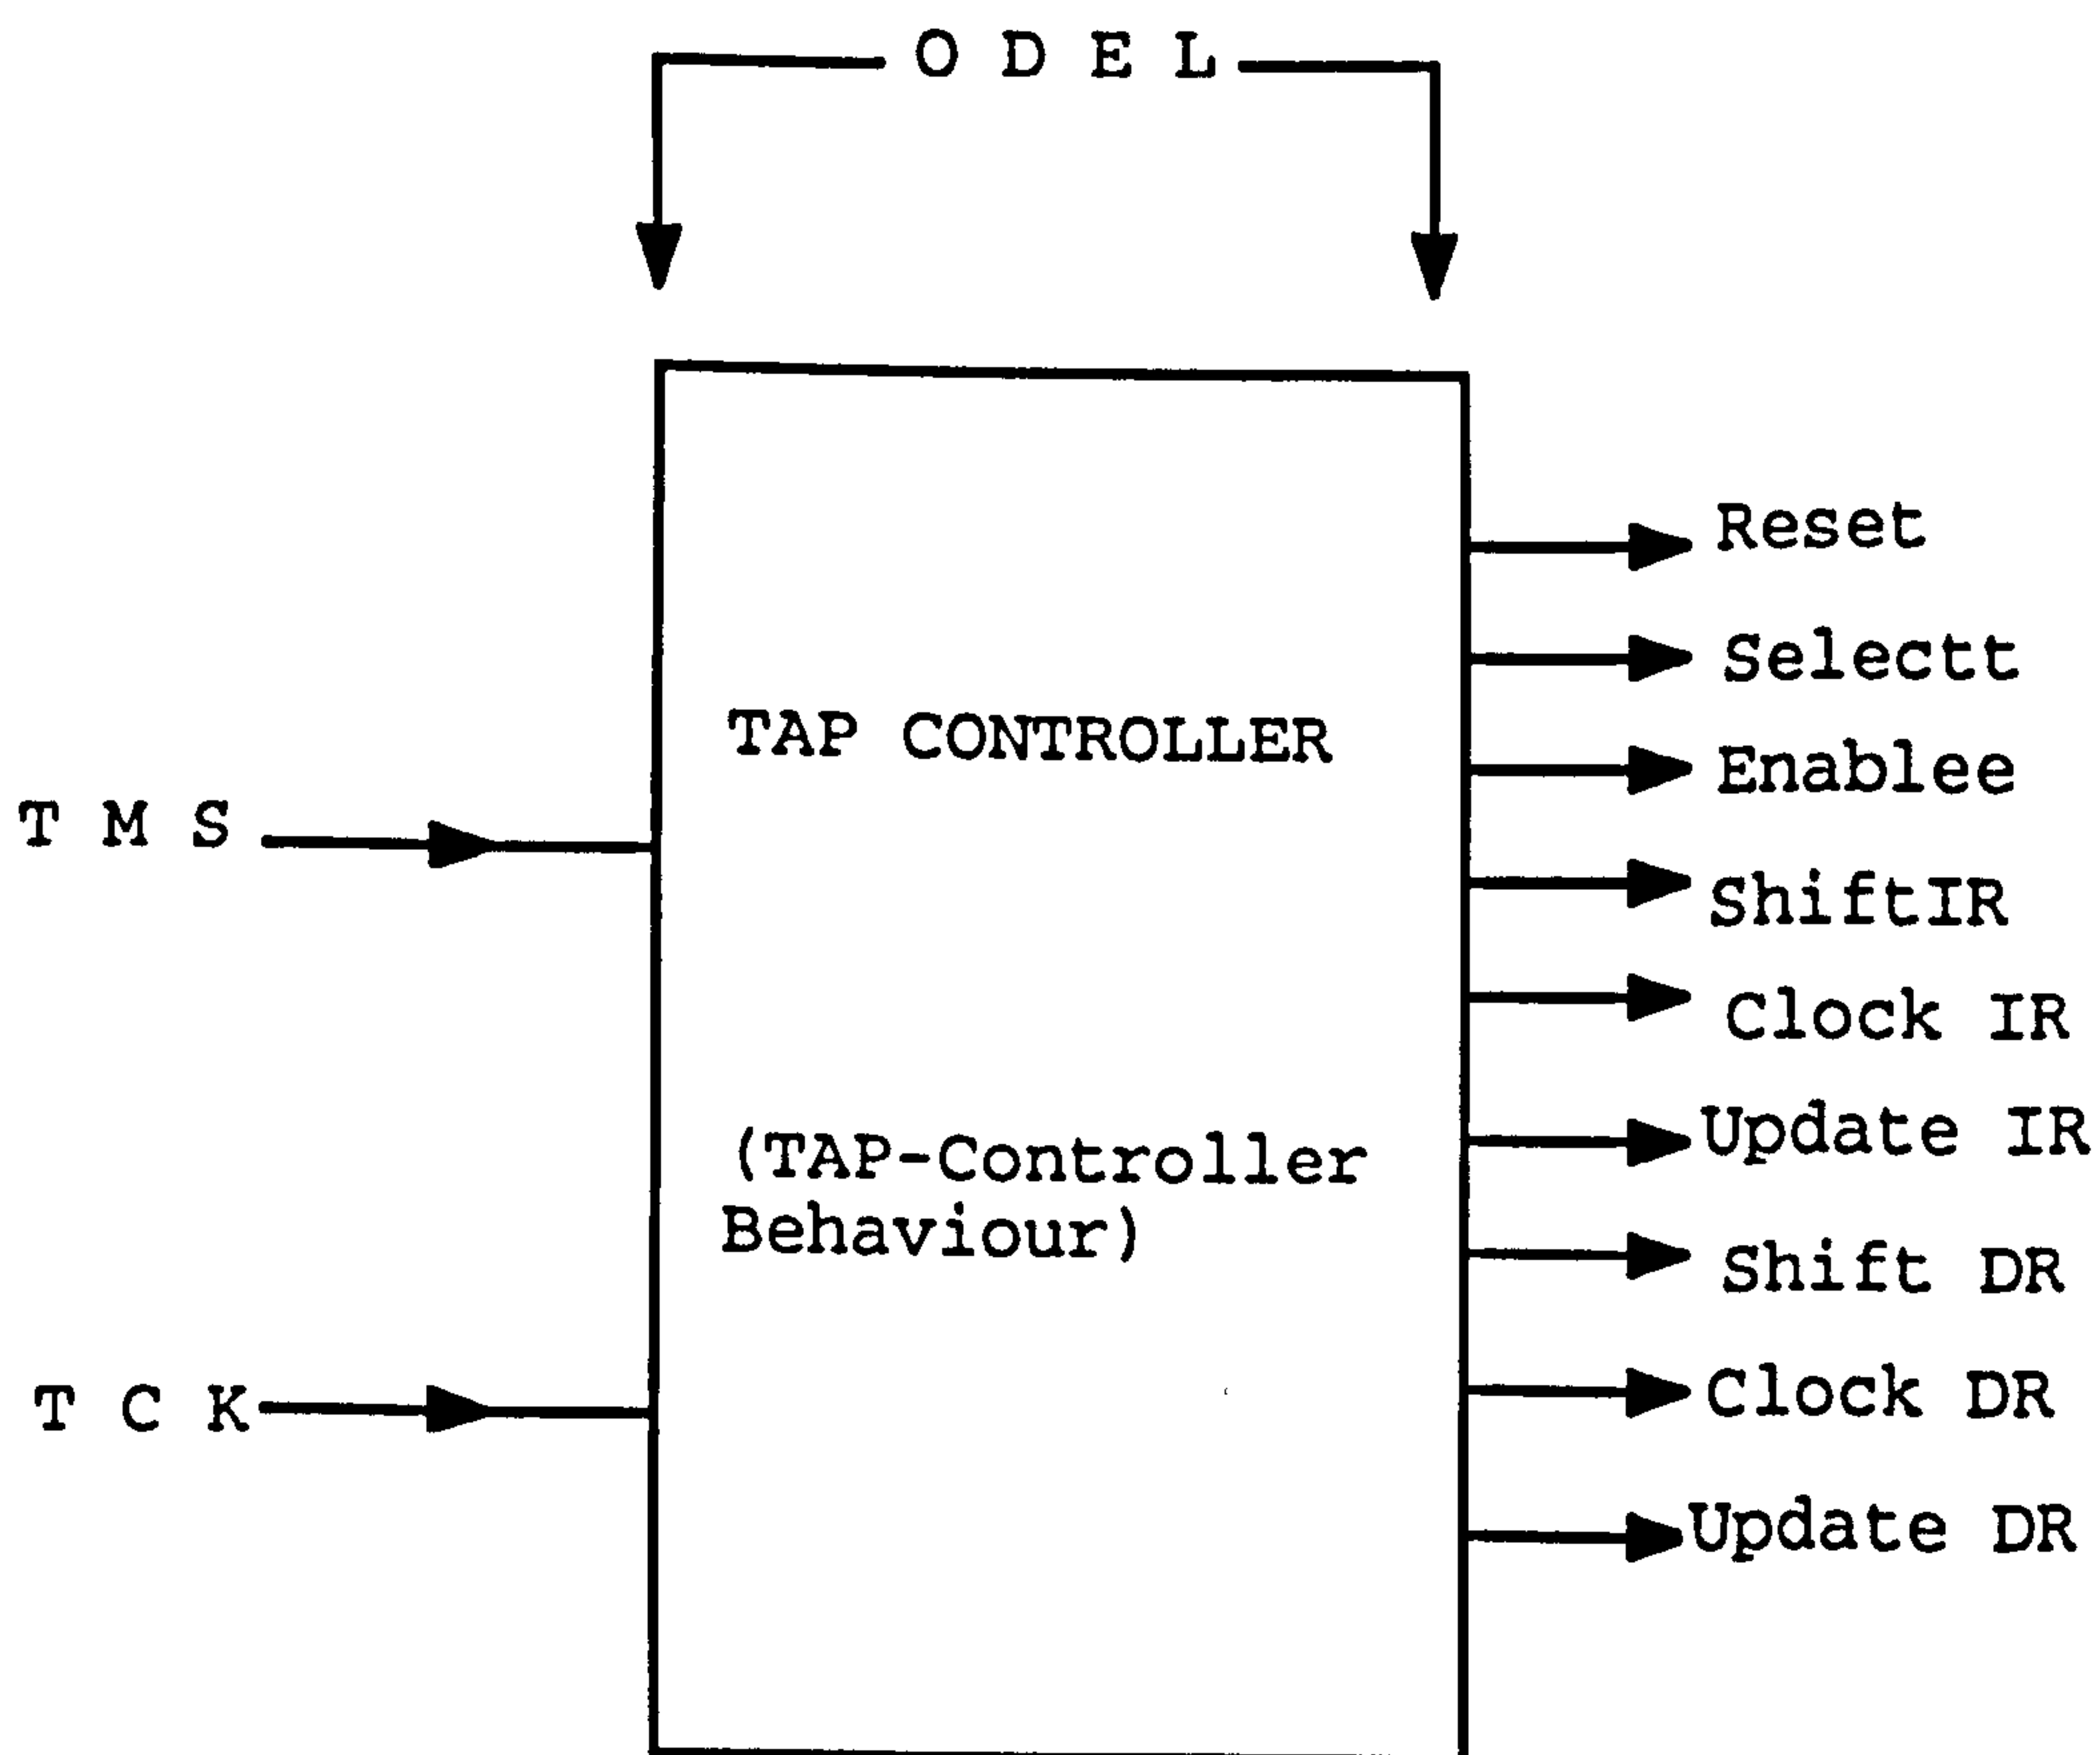 O D E L
Reset
Selectt
TAP CONTROLLER
Enablee
T M S
ShiftIR
Clock IR
Update IR
(TAP-Controller
Behaviour)
Shift DR
T C K
Clock DR
Update DR